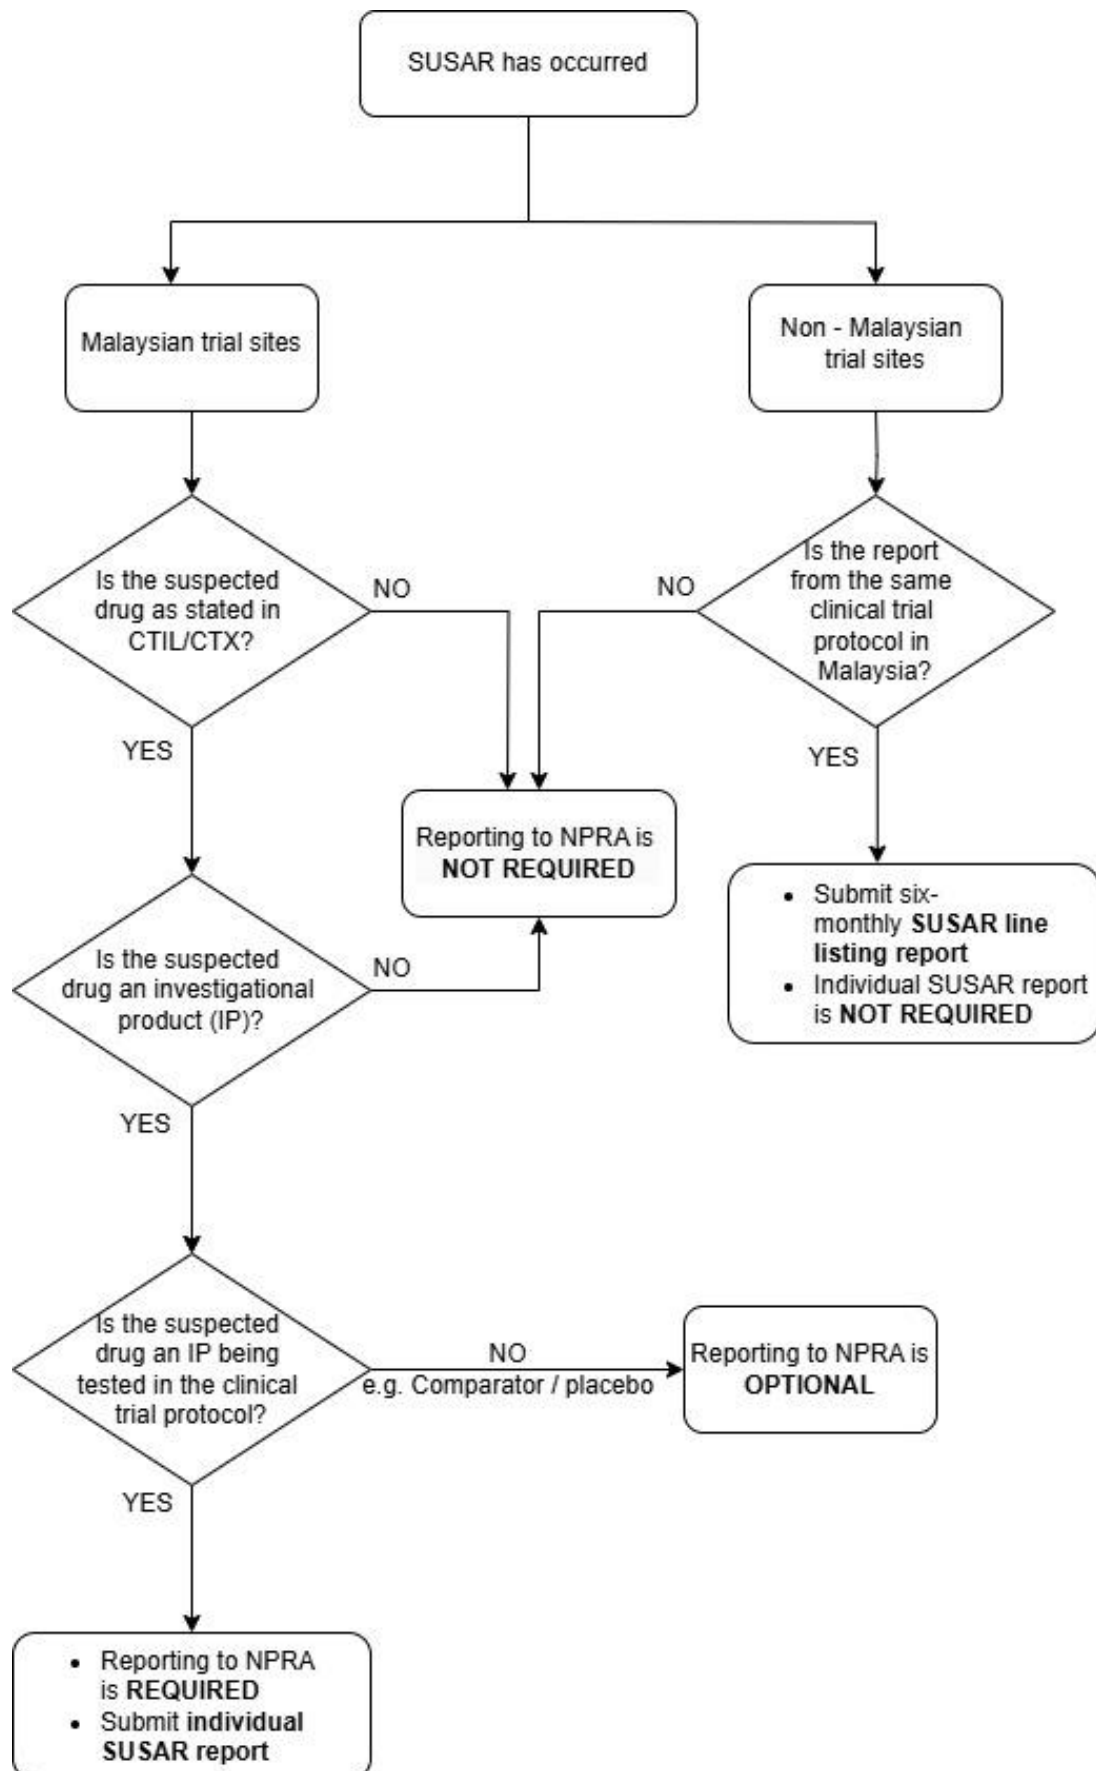 SUSAR has occurred
Malaysian trial sites
Non - Malaysian
trial sites
Is the suspected
drug as stated in
CTIL/CTX?
NO
YES
Is the report
from the same
clinical trial
protocol in
Malaysia?
NO
YES
Reporting to NPRA is
NOT REQUIRED
• Submit six-
monthly SUSAR line
listing report
• Individual SUSAR report
is NOT REQUIRED
Is the suspected
drug an investigational
product (IP)?
NO
YES
Is the suspected
drug an IP being
tested in the clinical
trial protocol?
NO
e.g. Comparator / placebo
Reporting to NPRA is
OPTIONAL
YES
• Reporting to NPRA
is REQUIRED
• Submit individual
SUSAR report